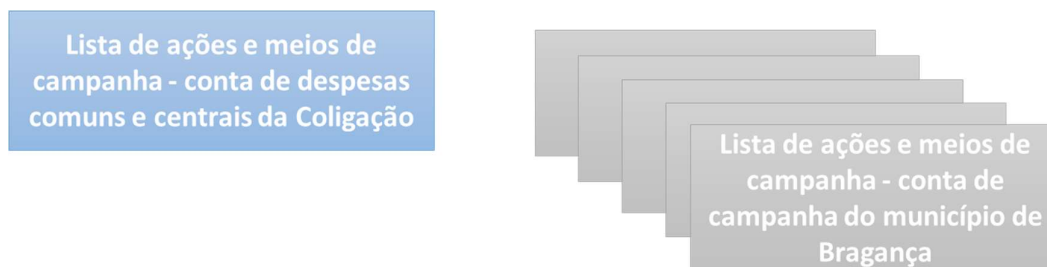 Lista de ações e meios de
campanha - conta de despesas
comuns e centrais da Coligação
Lista de ações e meios de
campanha - conta de
campanha do município de
Bragança